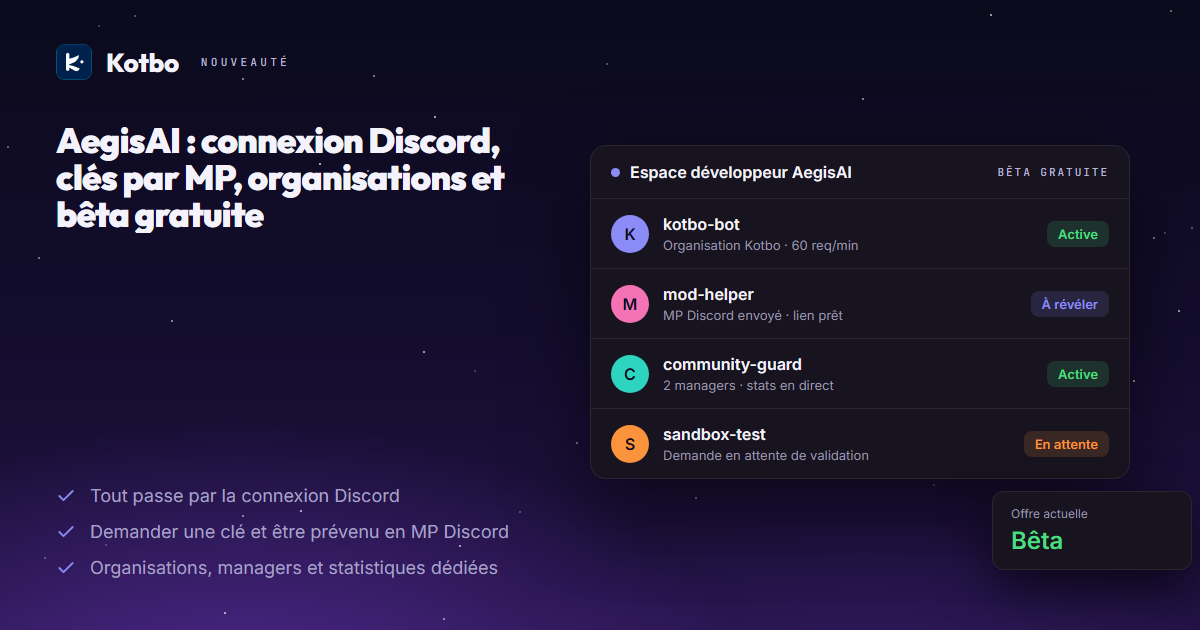 Kotbo
NOUVEAUTÉ
AegisAI : connexion Discord,
clés par MP, organisations et
bêta gratuite
Tout passe par la connexion Discord
Demander une clé et être prévenu en MP Discord
Organisations, managers et statistiques dédiées
Espace développeur AegisAI
BÊTA GRATUITE
K
kotbo-bot
Organisation Kotbo · 60 req/min
Active
M
mod-helper
MP Discord envoyé · lien prêt
À révéler
C
community-guard
2 managers · stats en direct
Active
S
sandbox-test
Demande en attente de validation
En attente
Offre actuelle
Bêta